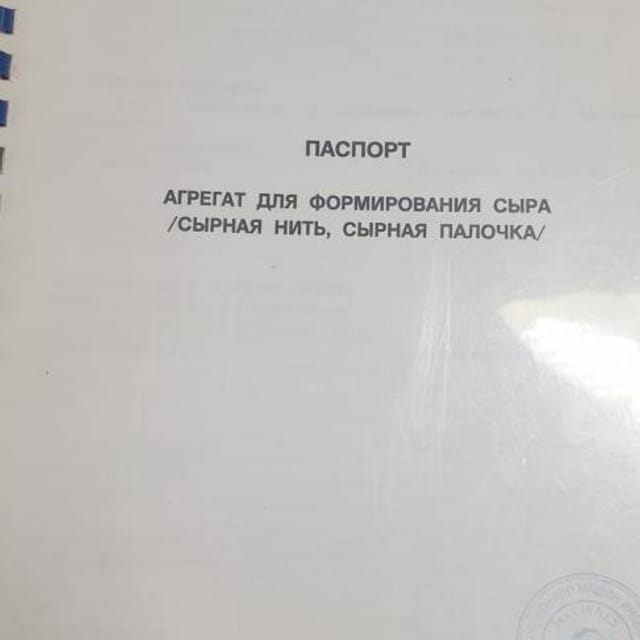 ПАСПОРТ
АГРЕГАТ ДЛЯ ФОРМИРОВАНИЯ СЫРА
/СЫРНАЯ НИТЬ, СЫРНАЯ ПАЛОЧКА/